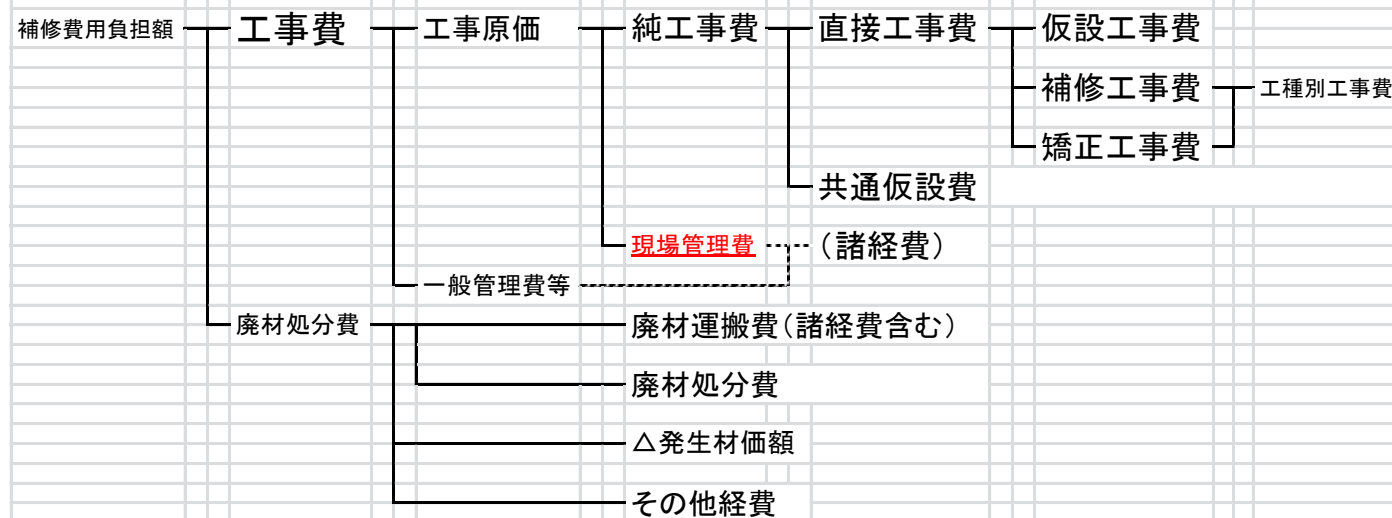 補修費用負担額 工事費 工事原価 純工事費 直接工事費 仮設工事費
補修工事費 工種別工事費
矯正工事費
共通仮設費
現場管理費 (諸経費)
一般管理費等
廃材処分費 廃材運搬費(諸経費含む)
廃材処分費
△発生材価額
その他経費